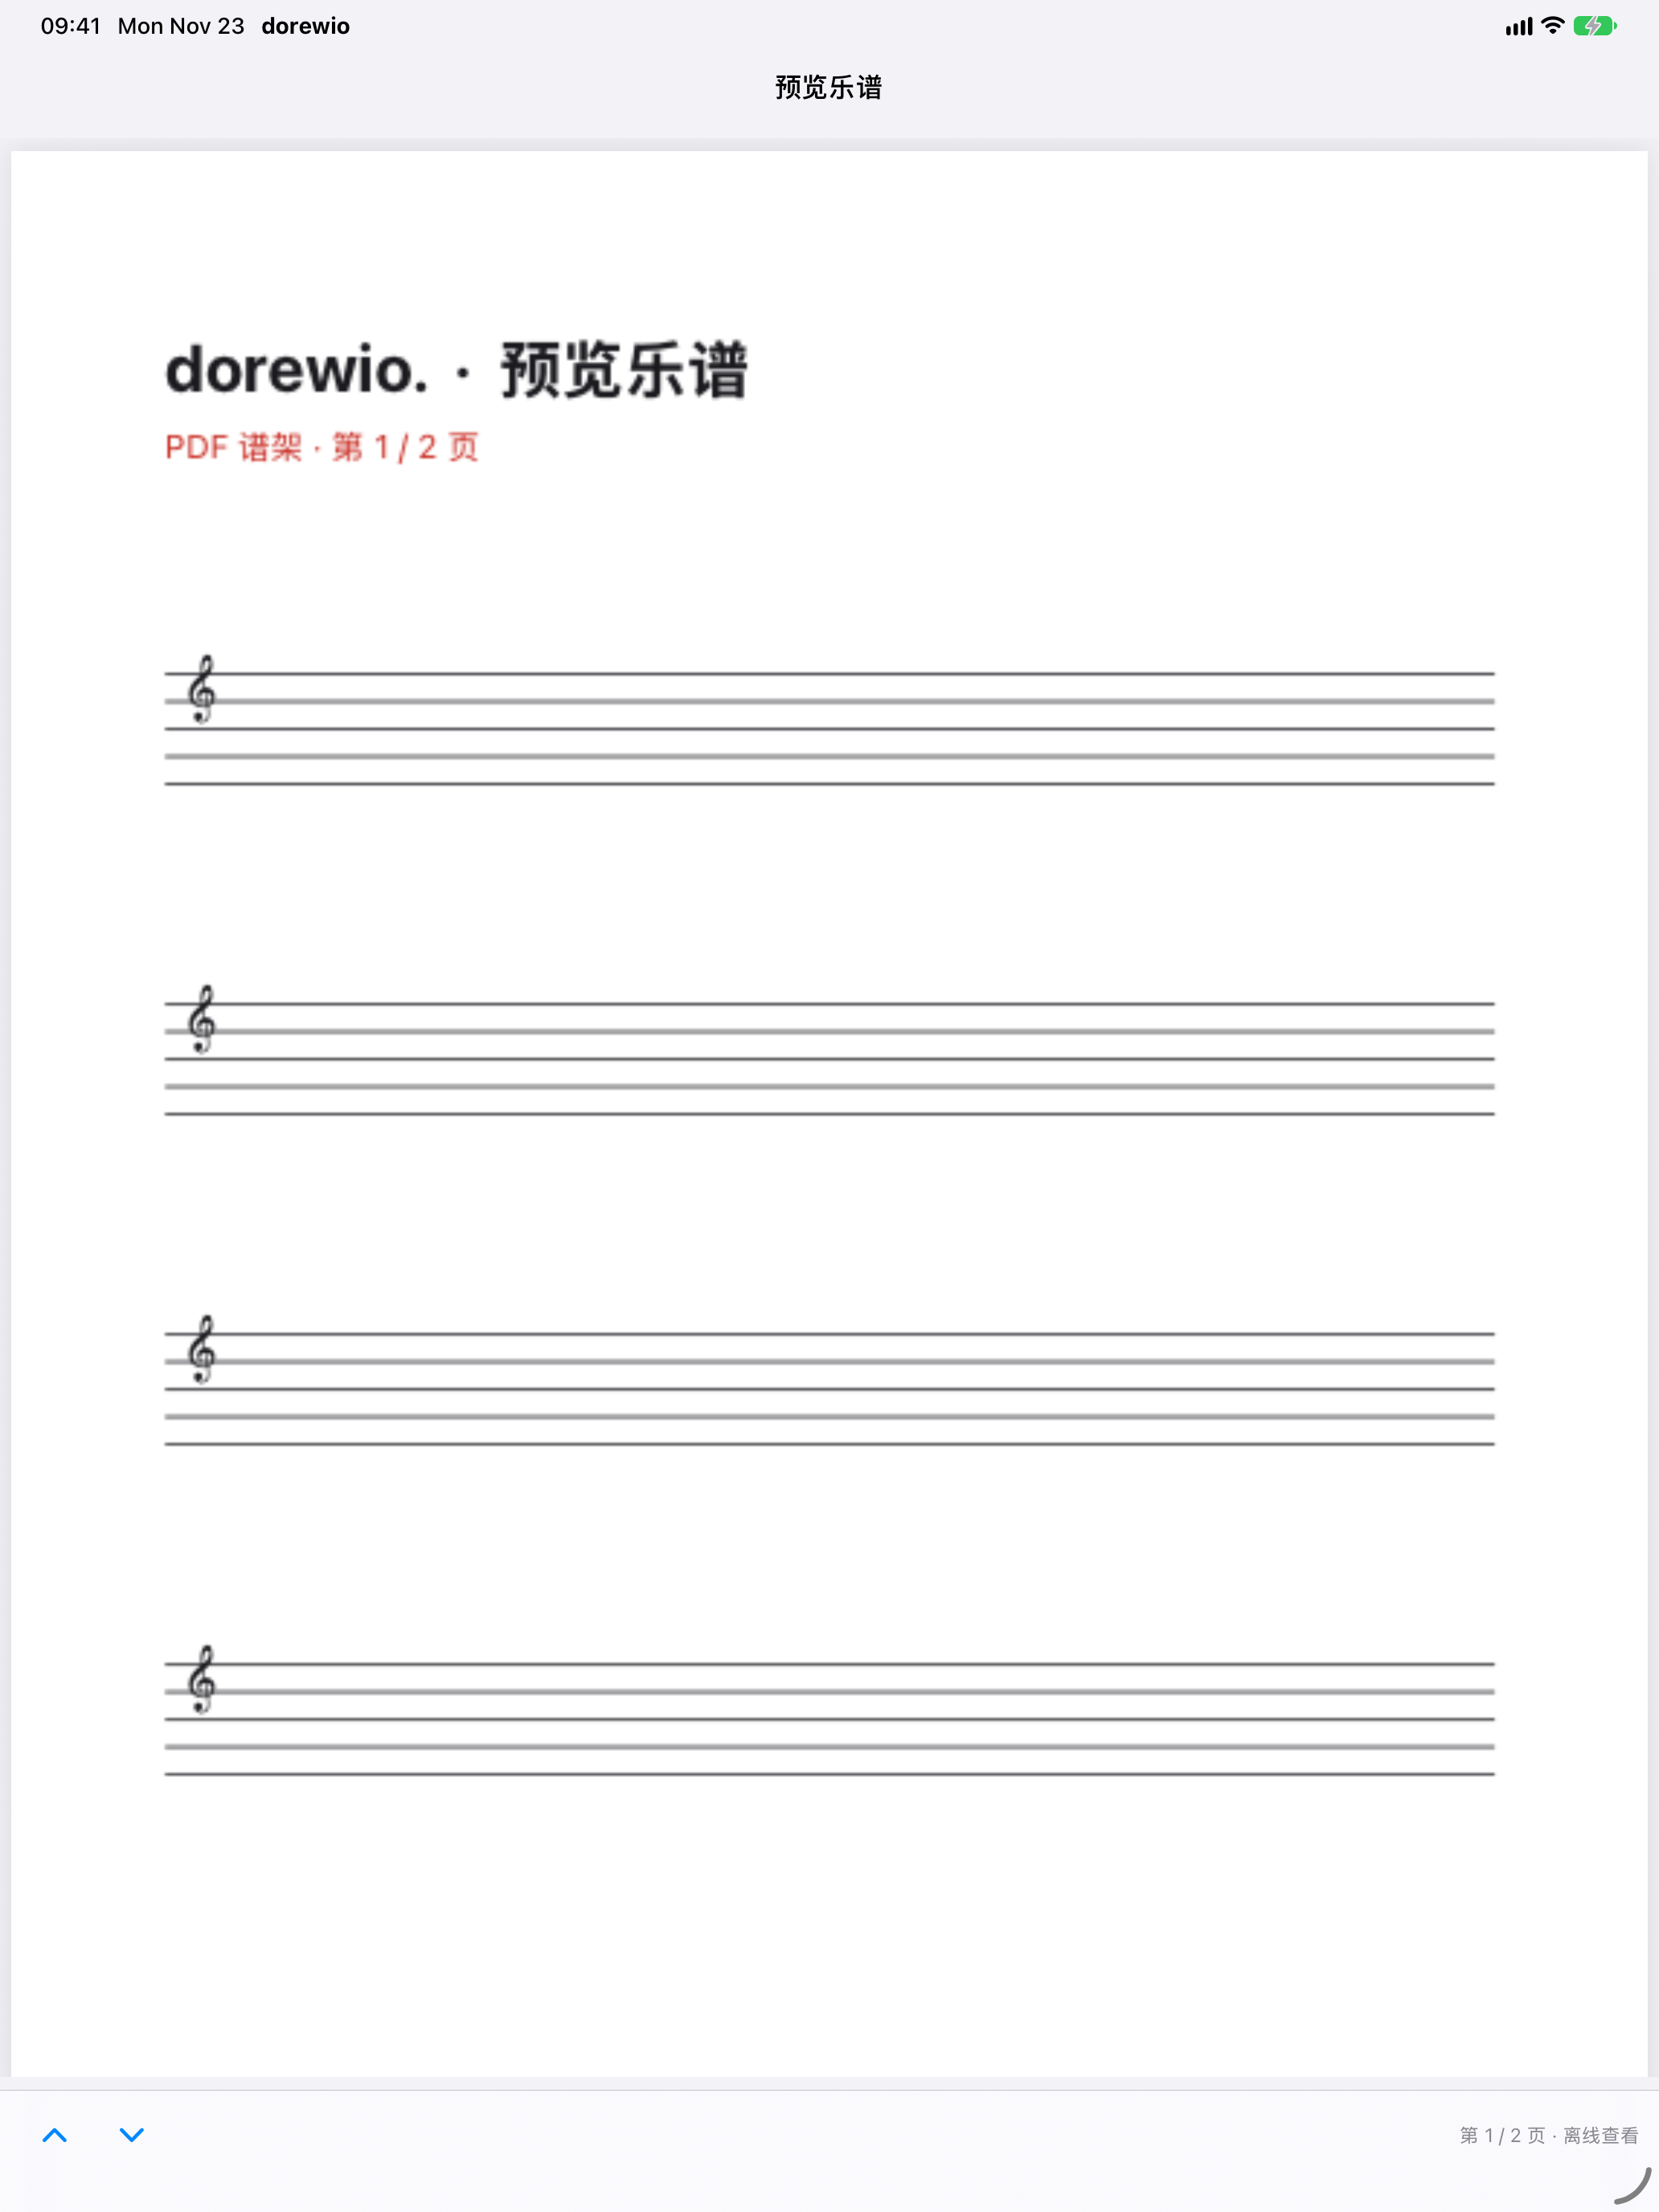 09:41 Mon Nov 23 dorewio
预览乐谱
dorewio. · 预览乐谱
PDF 谱架 · 第 1 / 2 页
第 1 / 2 页 · 离线查看